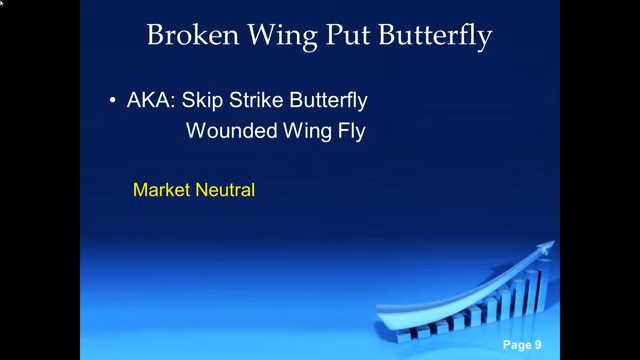 Broken Wing Put Butterfly
• AKA: Skip Strike Butterfly
Wounded Wing Fly
Market Neutral
Page 9